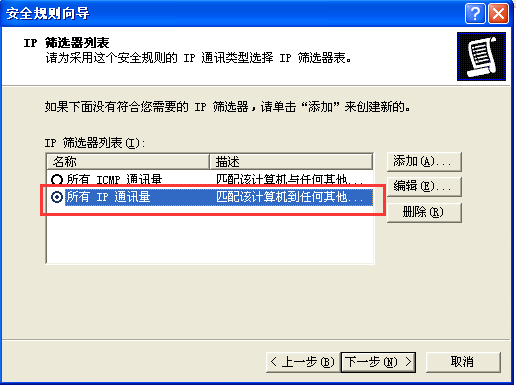 安全规则向导
IP 筛选器列表
请为采用这个安全规则的 IP 通讯类型选择 IP 筛选器表。
如果下面没有符合您需要的 IP 筛选器，请单击“添加”来创建新的。
IP 筛选器列表(I):
名称 描述
所有 ICMP 通讯量 匹配该计算机与任何其他...
所有 IP 通讯量 匹配该计算机到任何其他...
添加(A)...
编辑(E)...
删除(R)
< 上一步(B) 下一步(N) > 取消